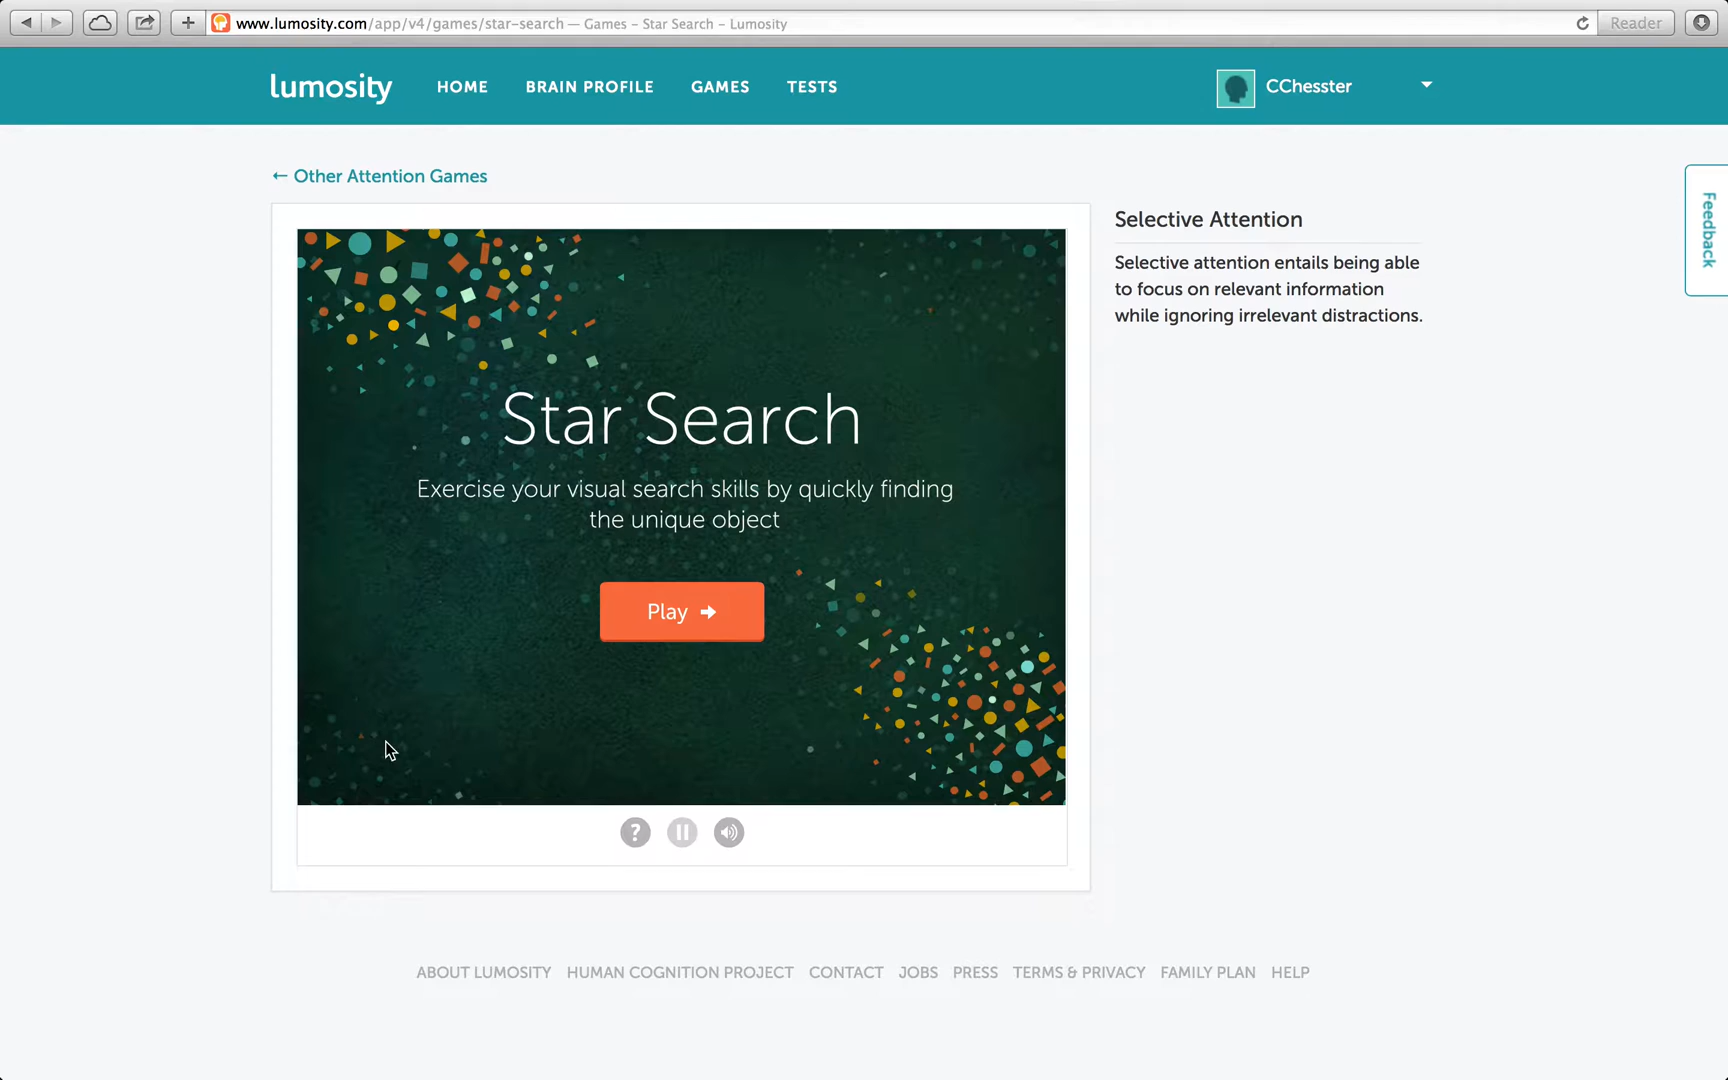 www.lumosity.com/app/v4/games/star-search — Games – Star Search – Lumosity
Reader
lumosity
HOME
BRAIN PROFILE
GAMES
TESTS
CChesster
← Other Attention Games
Feedback
Selective Attention
Selective attention entails being able
to focus on relevant information
while ignoring irrelevant distractions.
Star Search
Exercise your visual search skills by quickly finding
the unique object
Play
?
ABOUT LUMOSITY HUMAN COGNITION PROJECT CONTACT JOBS PRESS TERMS & PRIVACY FAMILY PLAN HELP